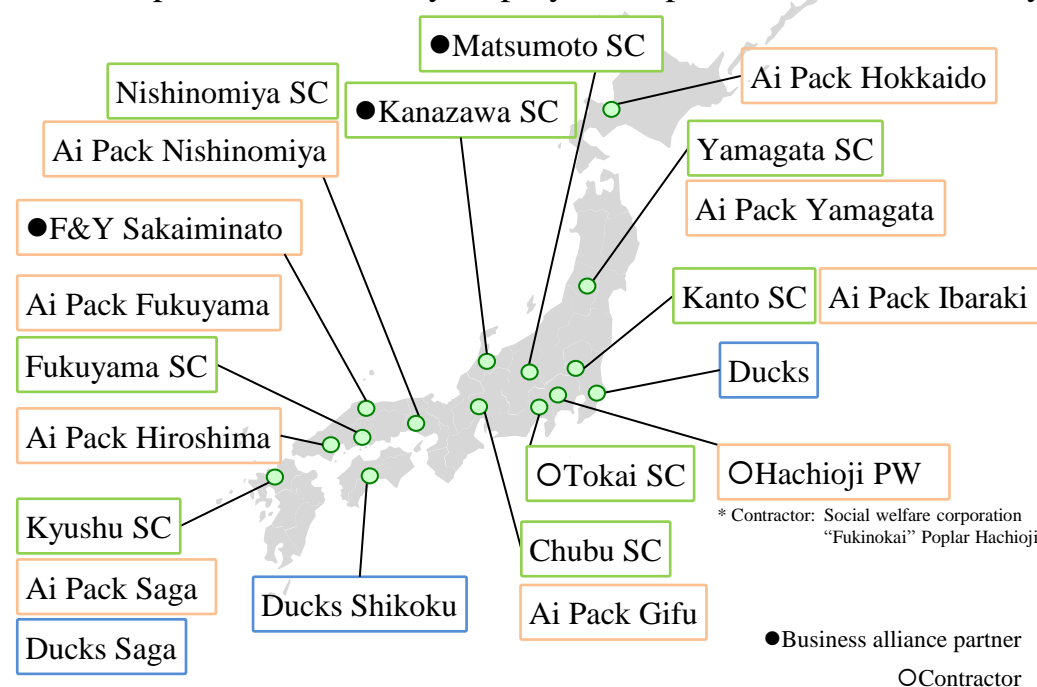 ●Matsumoto SC
Nishinomiya SC
Ai Pack Hokkaido
●Kanazawa SC
Ai Pack Nishinomiya
Yamagata SC
Ai Pack Yamagata
●F&Y Sakaiminato
Ai Pack Fukuyama
Kanto SC
Ai Pack Ibaraki
Fukuyama SC
Ducks
Ai Pack Hiroshima
○Tokai SC
○Hachioji PW
* Contractor: Social welfare corporation
“Fukinokai” Poplar Hachioji
Kyushu SC
Chubu SC
Ai Pack Saga
Ducks Shikoku
Ai Pack Gifu
Ducks Saga
●Business alliance partner
○Contractor